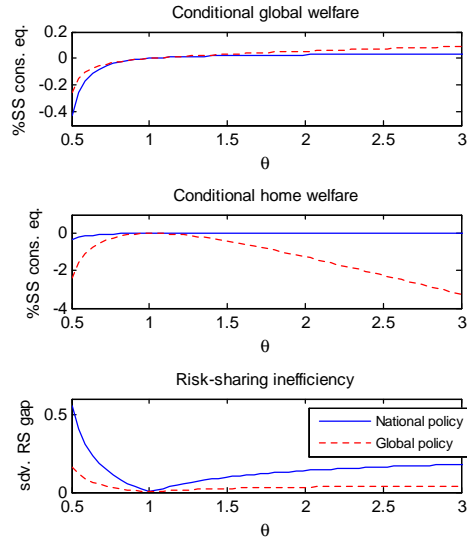 Conditional global welfare
%SS cons. eq.
0
-0.2
-0.4
0.5
1
1.5
2
2.5
3
θ
Conditional home welfare
%SS cons. eq.
0
-2
-4
0.5
1
1.5
2
2.5
3
θ
Risk-sharing inefficiency
sdv. RS gap
0.5
0
National policy
Global policy
0.5
1
1.5
2
2.5
3
θ